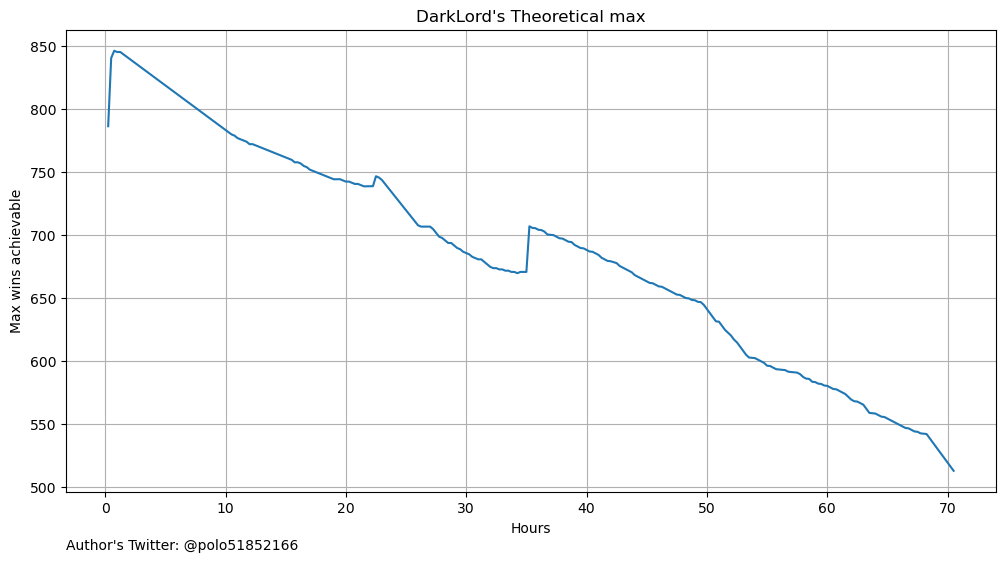 DarkLord's Theoretical max
850
800
750
700
650
600
550
500
Max wins achievable
0 10 20 30 40 50 60 70
Hours
Author's Twitter: @polo51852166